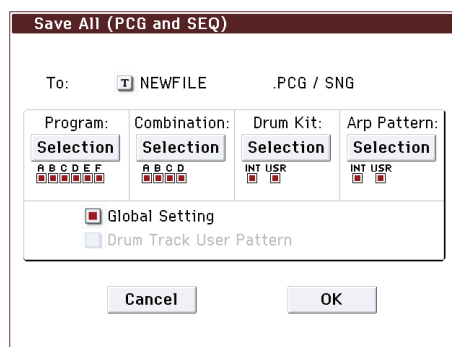 Save All (PCG and SEQ)
To: T NEWFILE .PCG / SNG
Program: Combination: Drum Kit: Arp Pattern:
Selection Selection Selection Selection
A B C D E F A B C D INT USR INT USR
Global Setting
Drum Track User Pattern
Cancel OK